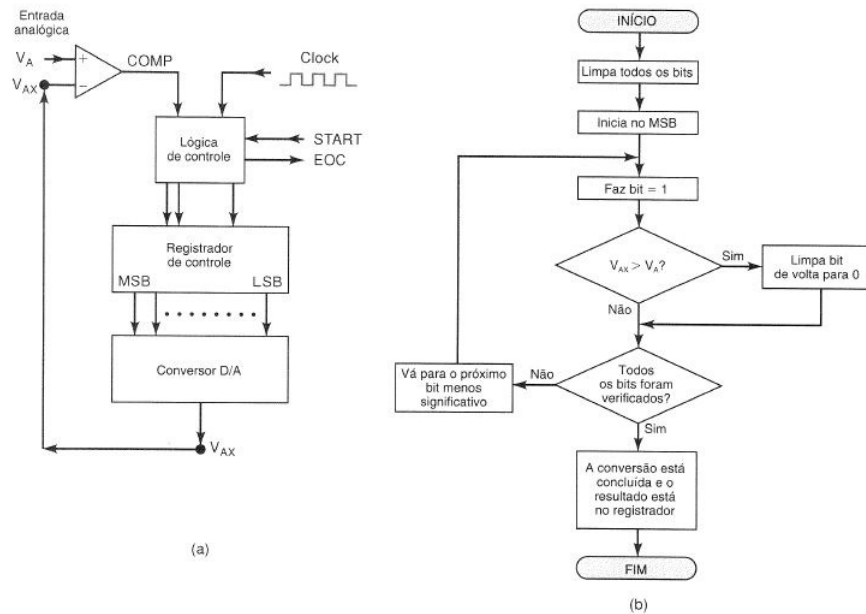 Entrada
analógica
V_A
+
COMP
V_AX
−
Clock
Lógica
de controle
START
EOC
Registrador
de controle
MSB
LSB
Conversor D/A
V_AX
(a)
INÍCIO
Limpa todos os bits
Inicia no MSB
Faz bit = 1
V_AX > V_A?
Sim
Limpa bit
de volta para 0
Não
Todos
os bits foram
verificados?
Não
Vá para o próximo
bit menos
significativo
Sim
A conversão está
concluída e o
resultado está
no registrador
FIM
(b)